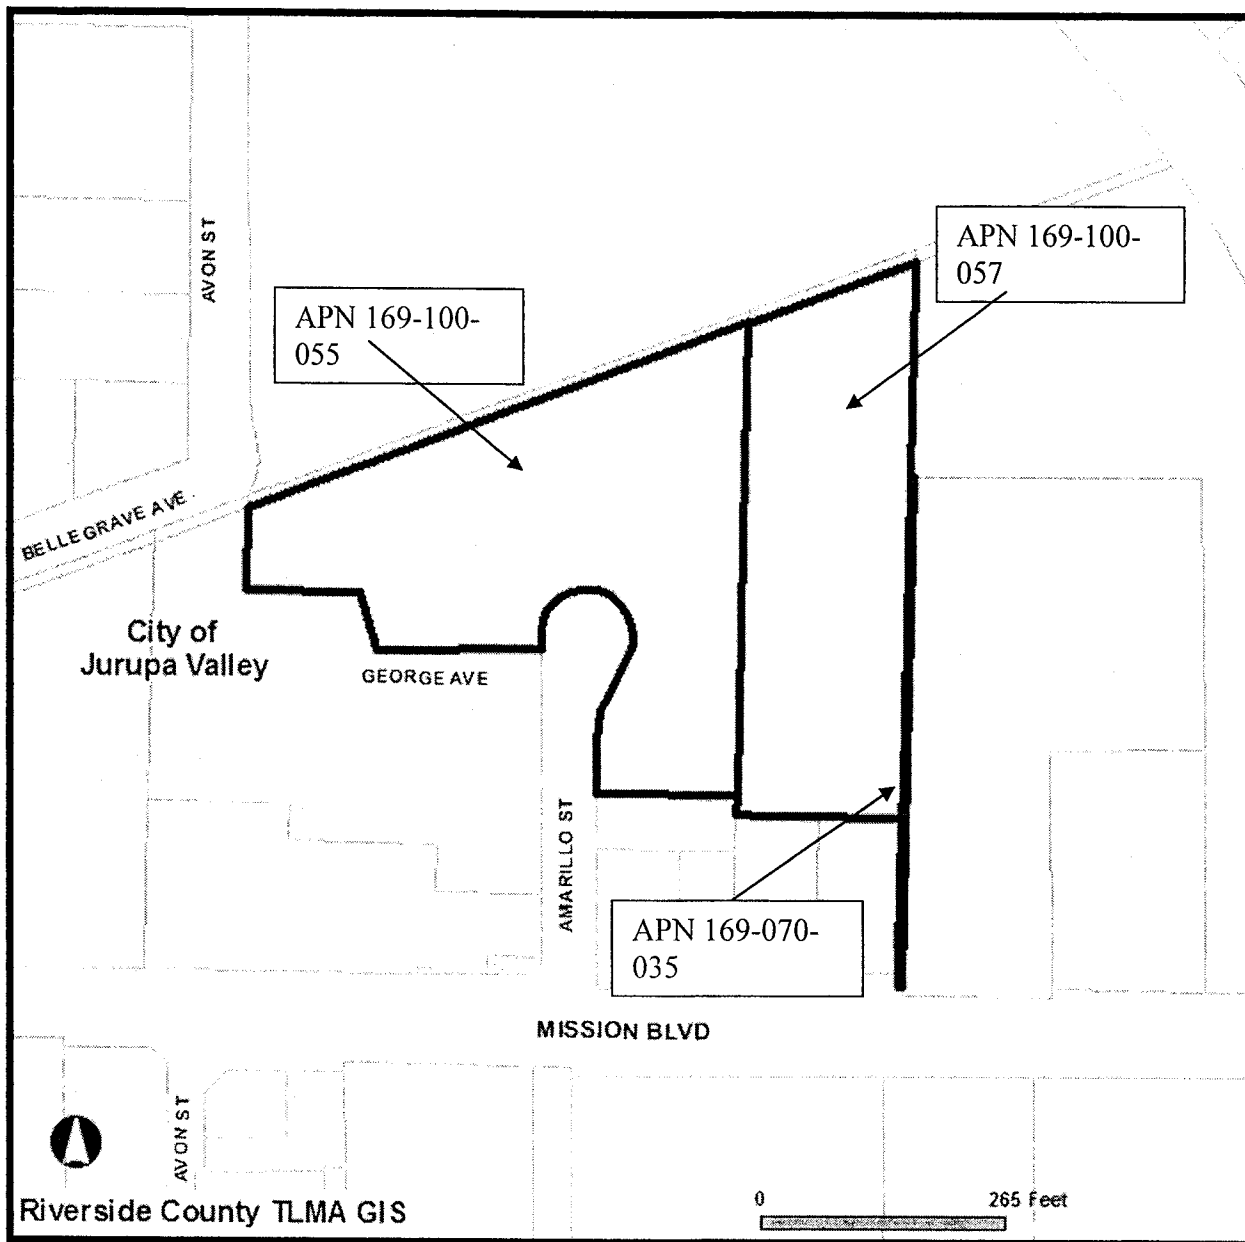 AVON ST
APN 169-100-
057
APN 169-100-
055
BELLEGRAVE AVE
City of
Jurupa Valley
GEORGE AVE
AMARILLO ST
APN 169-070-
035
MISSION BLVD
AVON ST
0
265 Feet
Riverside County TLMA GIS